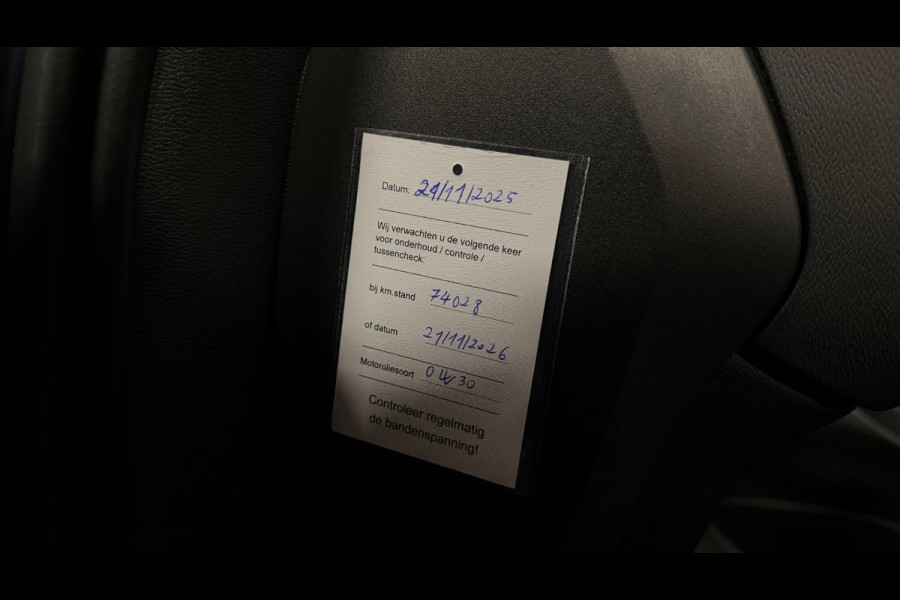 Datum: 21/11/2025
Wij verwachten u de volgende keer
voor onderhoud / controle /
tussencheck:
bij km.stand 74028
of datum 21/11/2026
Motoroliesoort 0W30
Controleer regelmatig
de bandenspanning!